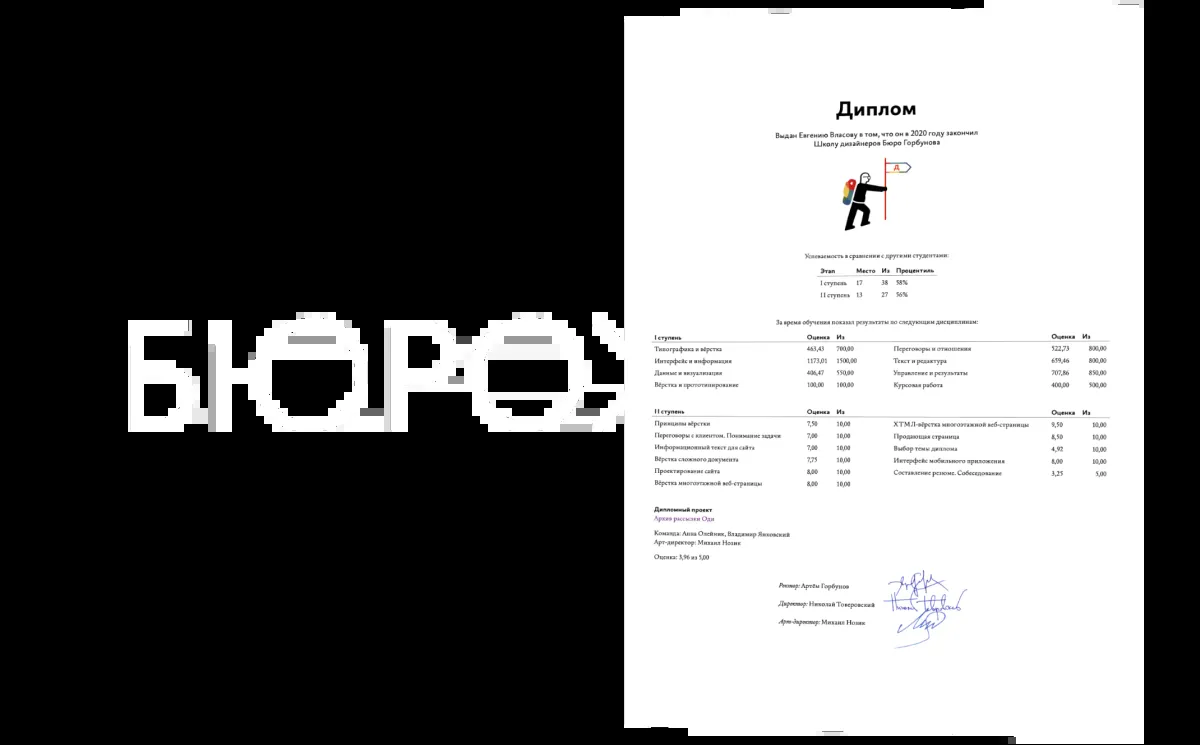 БЮРО
Диплом
Выдан Евгению Власову в том, что он в 2020 году закончил
Школу дизайнеров Бюро Горбунова
Д
Успеваемость в сравнении с другими студентами:
Этап Место Из Процентиль
I ступень 17 38 58%
II ступень 13 27 56%
За время обучения показал результаты по следующим дисциплинам:
I ступень Оценка Из Оценка Из
Типографика и вёрстка 463,43 700,00 Переговоры и отношения 522,73 800,00
Интерфейс и информация 1173,01 1500,00 Текст и редактура 659,46 800,00
Данные и визуализация 406,47 550,00 Управление и результаты 707,86 850,00
Вёрстка и прототипирование 100,00 100,00 Курсовая работа 400,00 500,00
II ступень Оценка Из Оценка Из
Принципы вёрстки 7,50 10,00 ХТМЛ-вёрстка многоэтажной веб-страницы 9,50 10,00
Переговоры с клиентом. Понимание задачи 7,00 10,00 Продающая страница 8,50 10,00
Информационный текст для сайта 7,00 10,00 Выбор темы диплома 4,92 10,00
Вёрстка сложного документа 7,75 10,00 Интерфейс мобильного приложения 8,00 10,00
Проектирование сайта 8,00 10,00 Составление резюме. Собеседование 3,25 5,00
Вёрстка многоэтажной веб-страницы 8,00 10,00
Дипломный проект
Архив рассылки Оди
Команда: Анна Олейник, Владимир Яновский
Арт-директор: Михаил Нозик
Оценка: 3,96 из 5,00
Ректор: Артём Горбунов
Директор: Николай Товеровский
Арт-директор: Михаил Нозик